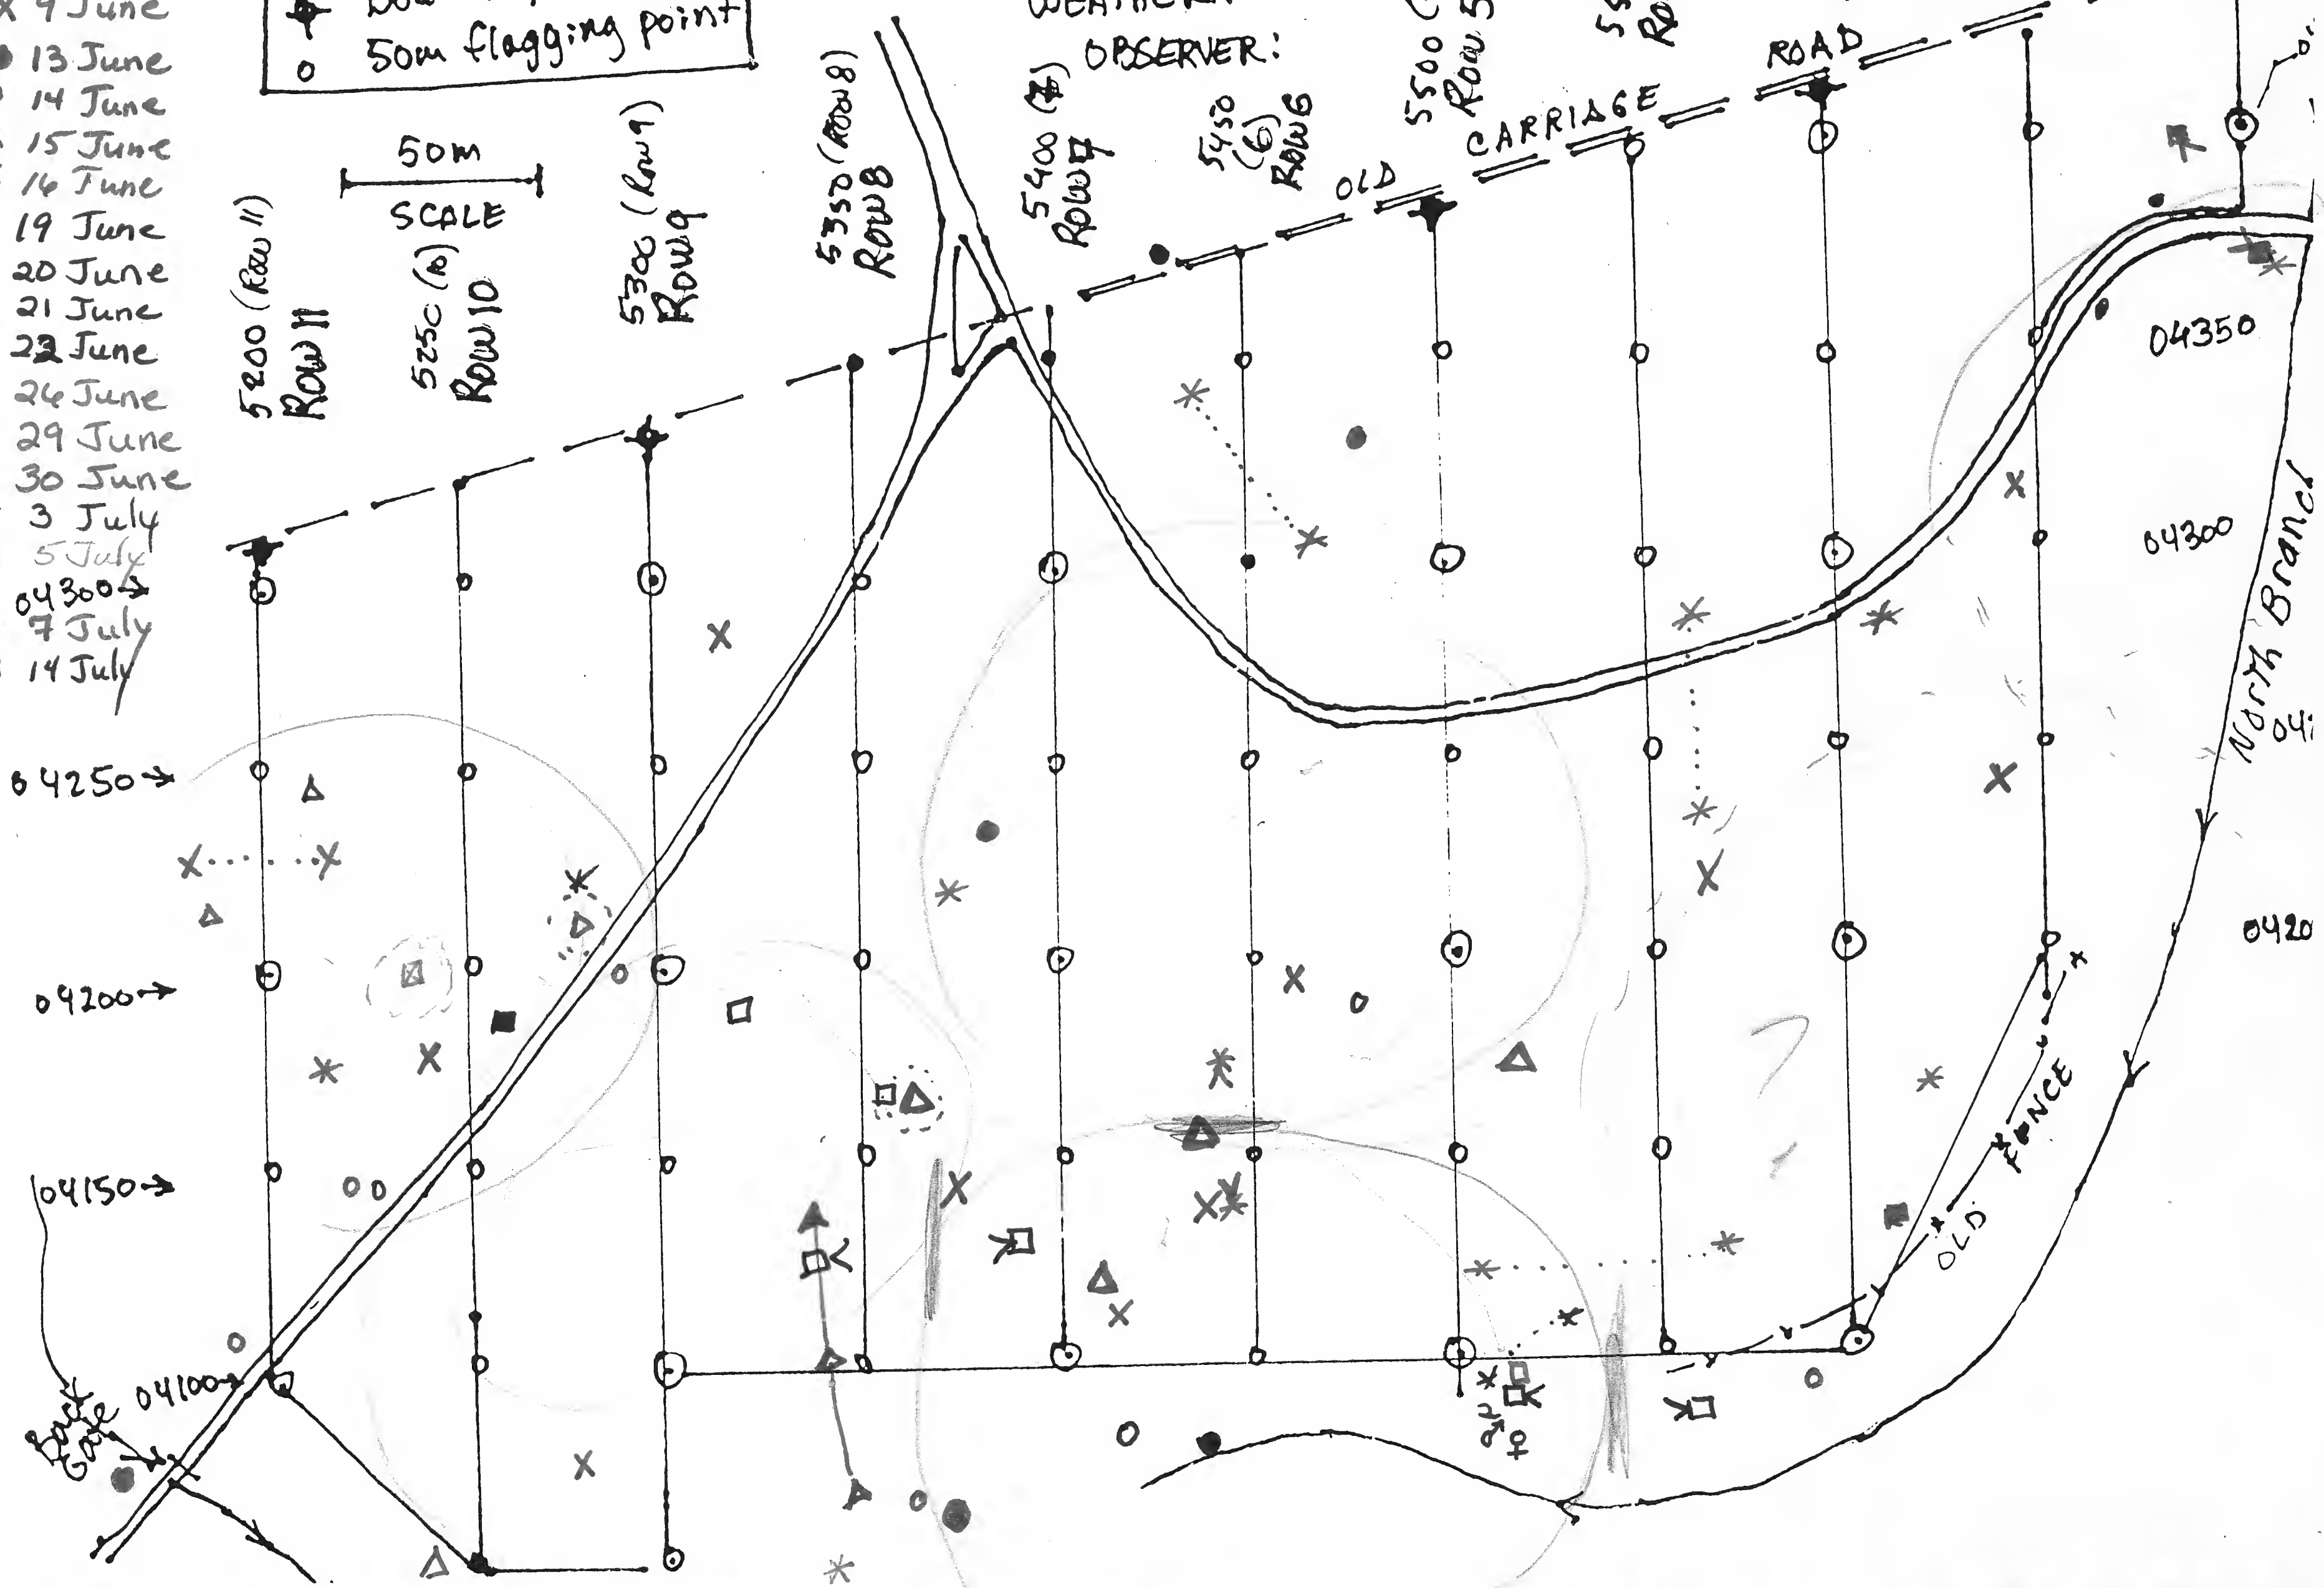 X 9 June
13 June
14 June
15 June
16 June
19 June
20 June
21 June
23 June
26 June
29 June
30 June
3 July
5 July
04300→
7 July
14 July
50m flagging point
OBSERVER:
50m
SCALE
5200 (Row 11)
ROW 11
5250 (10)
ROW 10
5300 (Row 9)
ROW 9
5350 (ROW 8)
ROW 8
5400 (7)
ROW 7
5450
(6)
ROW 6
5500
ROW 5
OLD CARRIAGE ROAD
04350
04300
North Branch
0420
04250→
04200→
04150→
04100→
Back
Gate
OLD FENCE
♂ ♀